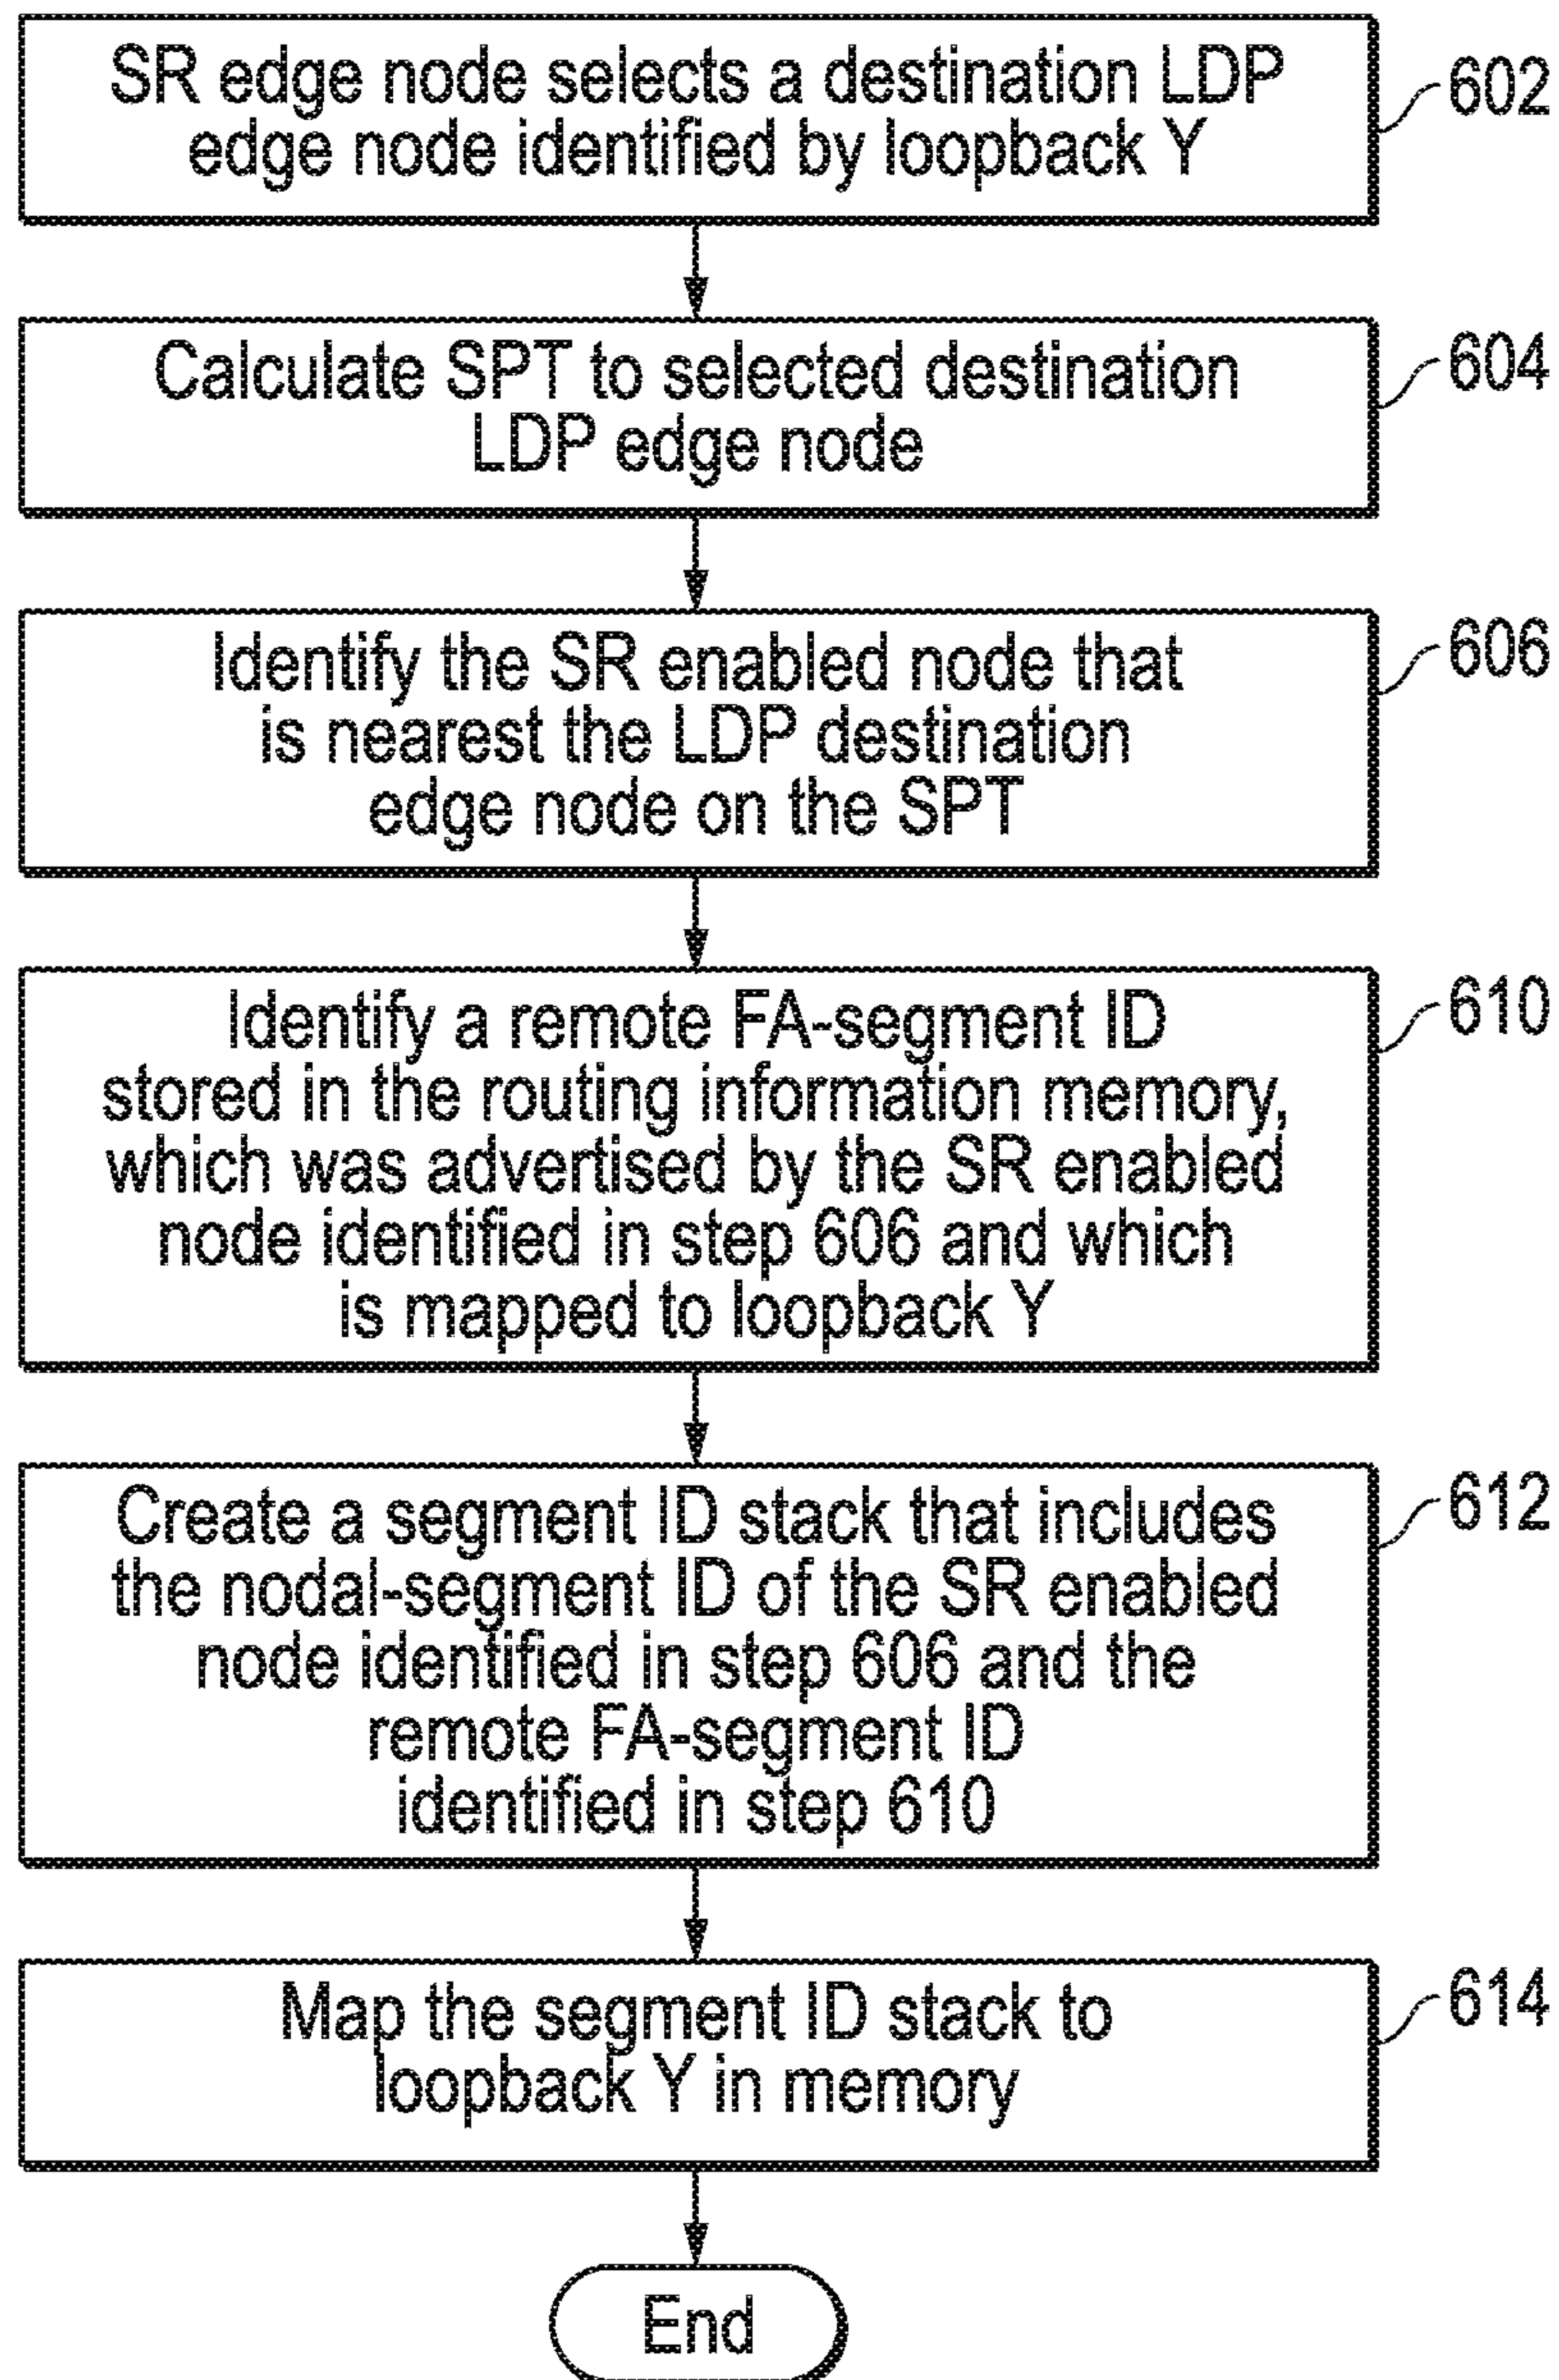 SR edge node selects a destination LDP
edge node identified by loopback Y
602
Calculate SPT to selected destination
LDP edge node
604
Identify the SR enabled node that
is nearest the LDP destination
edge node on the SPT
606
Identify a remote FA-segment ID
stored in the routing information memory,
which was advertised by the SR enabled
node identified in step 606 and which
is mapped to loopback Y
610
Create a segment ID stack that includes
the nodal-segment ID of the SR enabled
node identified in step 606 and the
remote FA-segment ID
identified in step 610
612
Map the segment ID stack to
loopback Y in memory
614
End